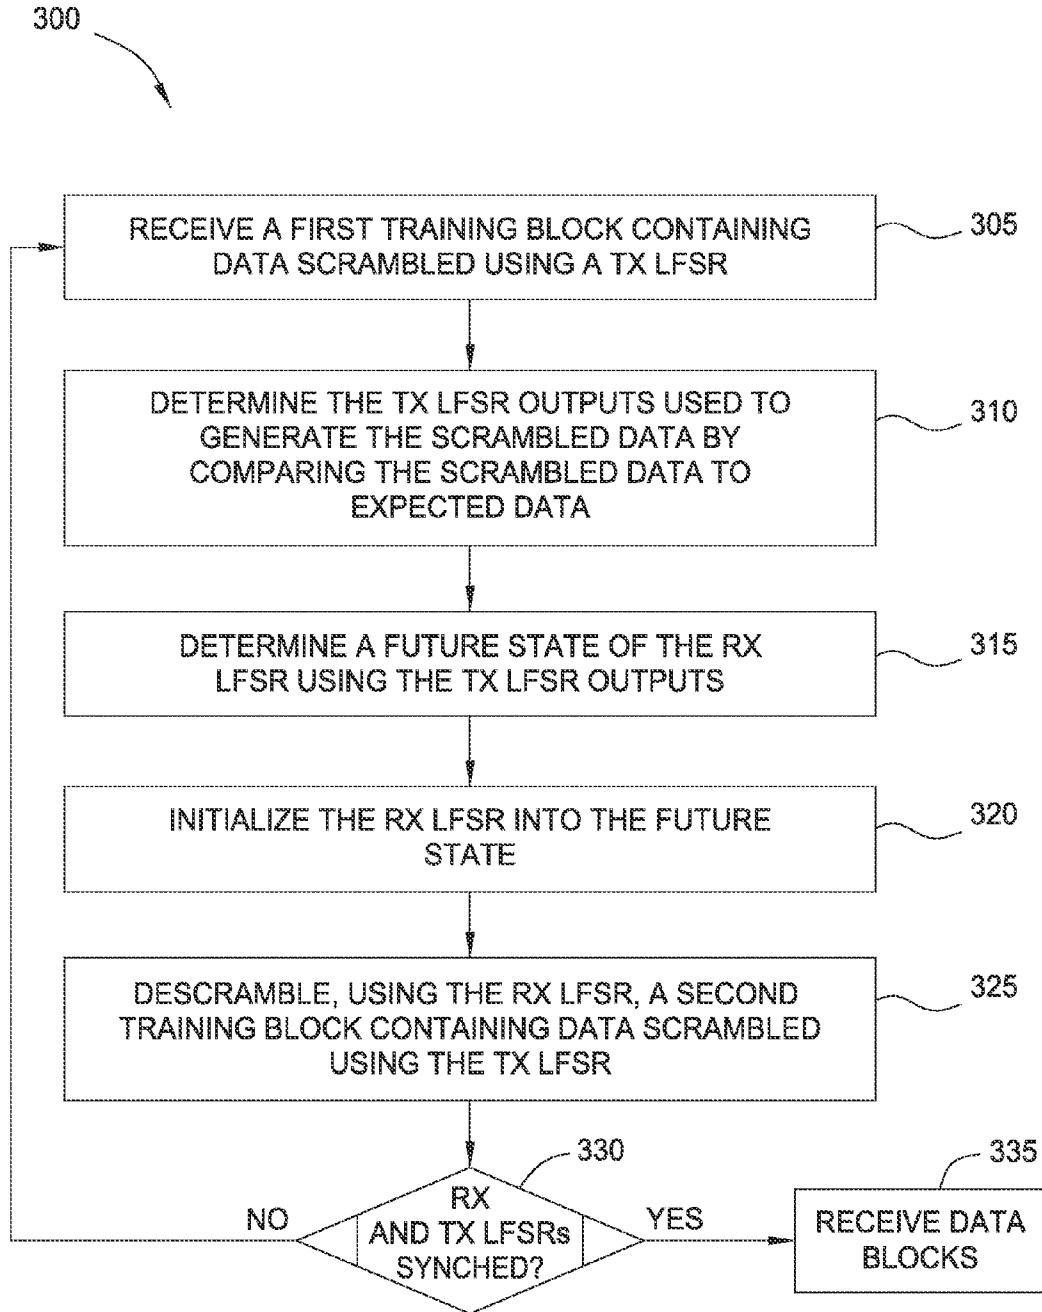 300
RECEIVE A FIRST TRAINING BLOCK CONTAINING
DATA SCRAMBLED USING A TX LFSR
305
DETERMINE THE TX LFSR OUTPUTS USED TO
GENERATE THE SCRAMBLED DATA BY
COMPARING THE SCRAMBLED DATA TO
EXPECTED DATA
310
DETERMINE A FUTURE STATE OF THE RX
LFSR USING THE TX LFSR OUTPUTS
315
INITIALIZE THE RX LFSR INTO THE FUTURE
STATE
320
DESCRAMBLE, USING THE RX LFSR, A SECOND
TRAINING BLOCK CONTAINING DATA SCRAMBLED
USING THE TX LFSR
325
330
RX
AND TX LFSRs
SYNCHED?
NO
YES
335
RECEIVE DATA
BLOCKS